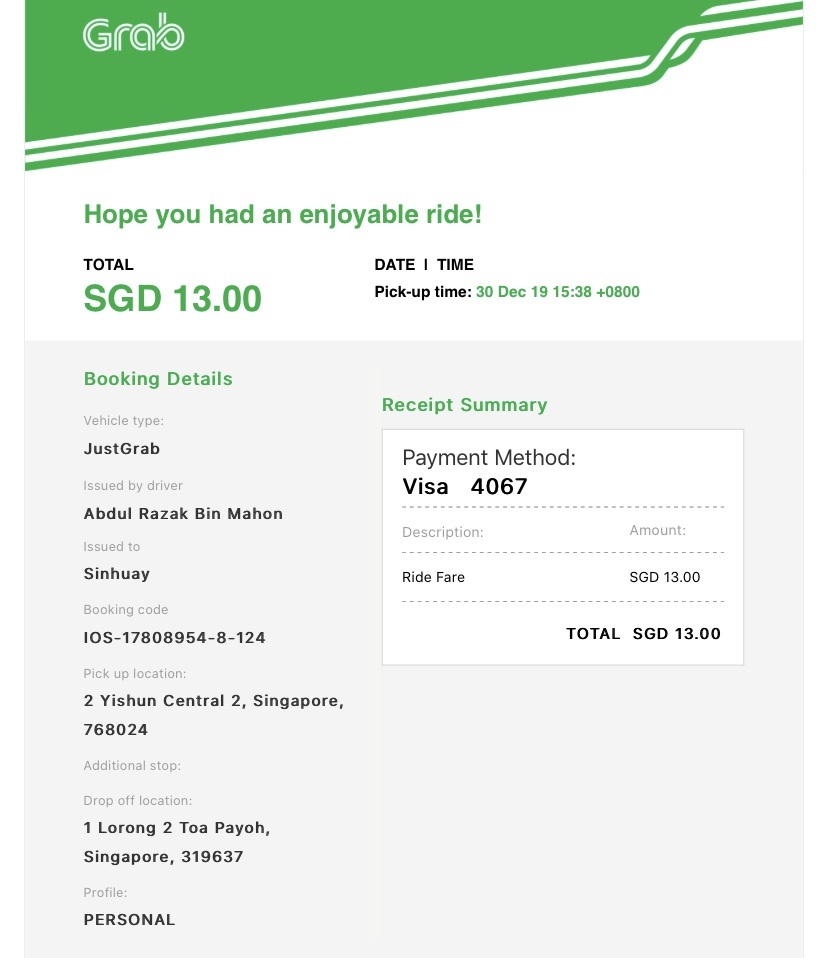 Grab
Hope you had an enjoyable ride!
TOTAL
SGD 13.00
DATE | TIME
Pick-up time: 30 Dec 19 15:38 +0800
Booking Details
Vehicle type:
JustGrab
Issued by driver
Abdul Razak Bin Mahon
Issued to
Sinhuay
Booking code
IOS-17808954-8-124
Pick up location:
2 Yishun Central 2, Singapore,
768024
Additional stop:
Drop off location:
1 Lorong 2 Toa Payoh,
Singapore, 319637
Profile:
PERSONAL
Receipt Summary
Payment Method:
Visa 4067
Description: Amount:
Ride Fare SGD 13.00
TOTAL SGD 13.00